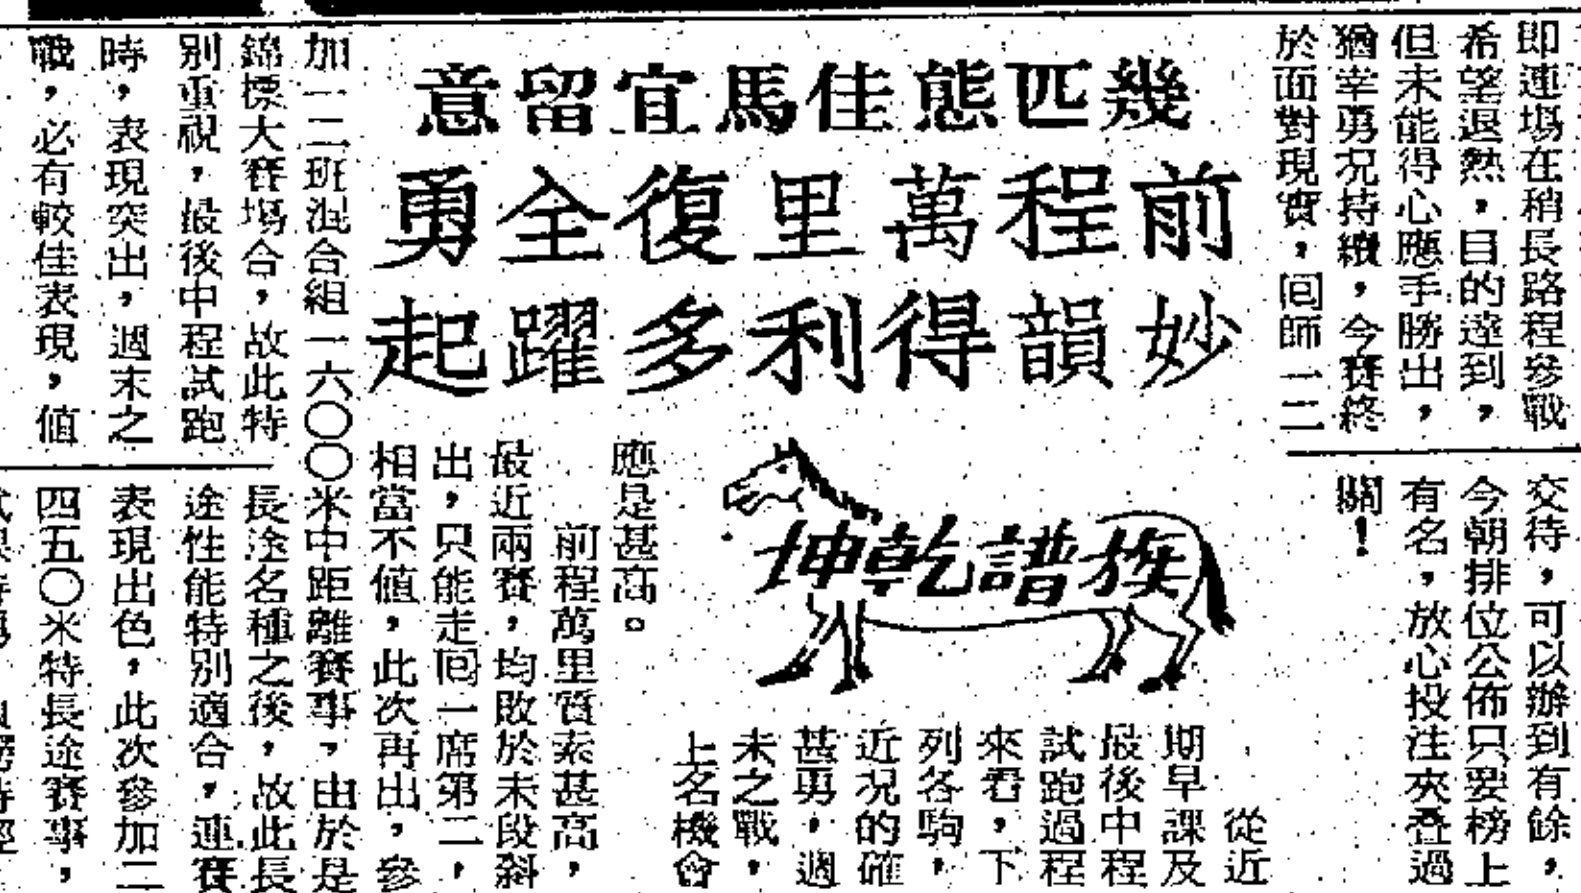 幾匹態佳馬宜留意
前程萬里復全勇
妙韻得利多躍起
族譜乾坤
即連塲在稍長路程參戰
希望退熱，目的達到，
但未能得心應手勝出，
猶幸勇況持續，今賽終
於面對現實，囘師一二
交待，可以辦到有餘，
今朝排位公佈只要榜上
有名，放心投注夾叠過
關！
從近
期早課及
最後中程
試跑過程
來看，下
列各駒，
近況的確
甚勇，週
末之戰，
上名機會
應是甚高。
前程萬里質素甚高，
最近兩賽，均敗於末段斜
出，只能走囘一席第二，
相當不值，此次再出，參
加一二班混合組一六〇〇米中距離賽事，由於是
錦標大賽塲合，故此特
別重視，最後中程試跑
時，表現突出，週末之
戰，必有較佳表現，值
長途名種之後，故此長
途性能特別適合，連賽
表現出色，此次參加二
四五〇米特長途賽事，